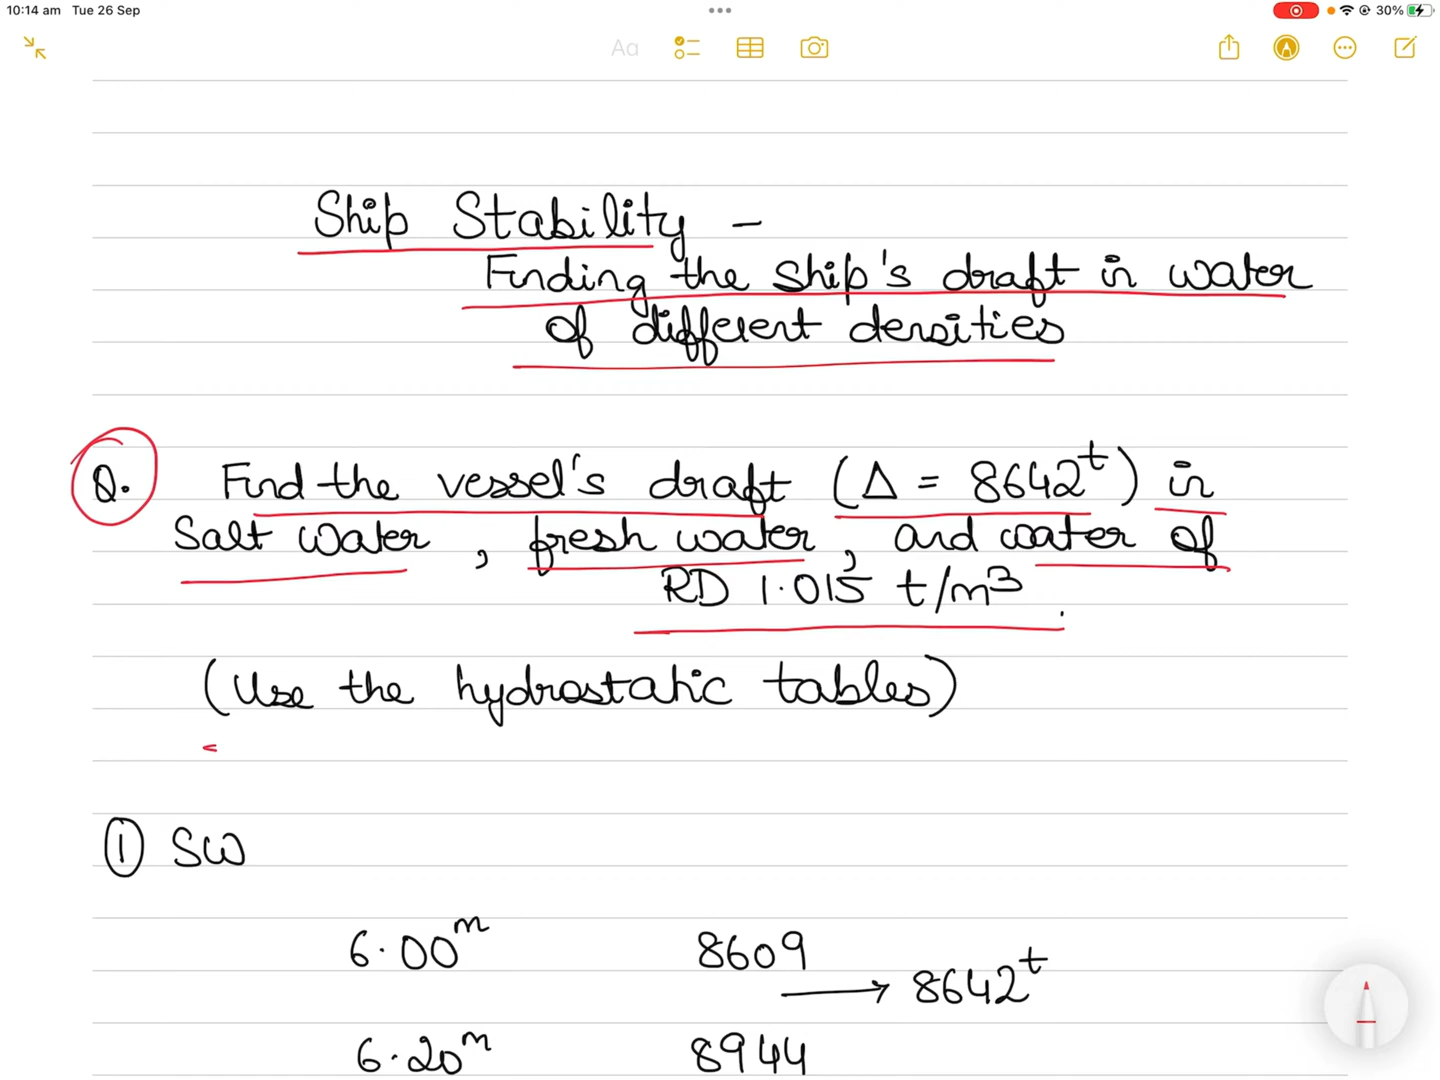 10:14 am Tue 26 Sep
30%
Aa
Ship Stability -
Finding the ship's draft in water
of different densities
Q. Find the vessel's draft (Δ = 8642ᵗ) in
Salt water, fresh water, and water of
RD 1.015 t/m³.
(Use the hydrostatic tables)
① SW
6.00ᵐ 8609
→ 8642ᵗ
6.20ᵐ 8944